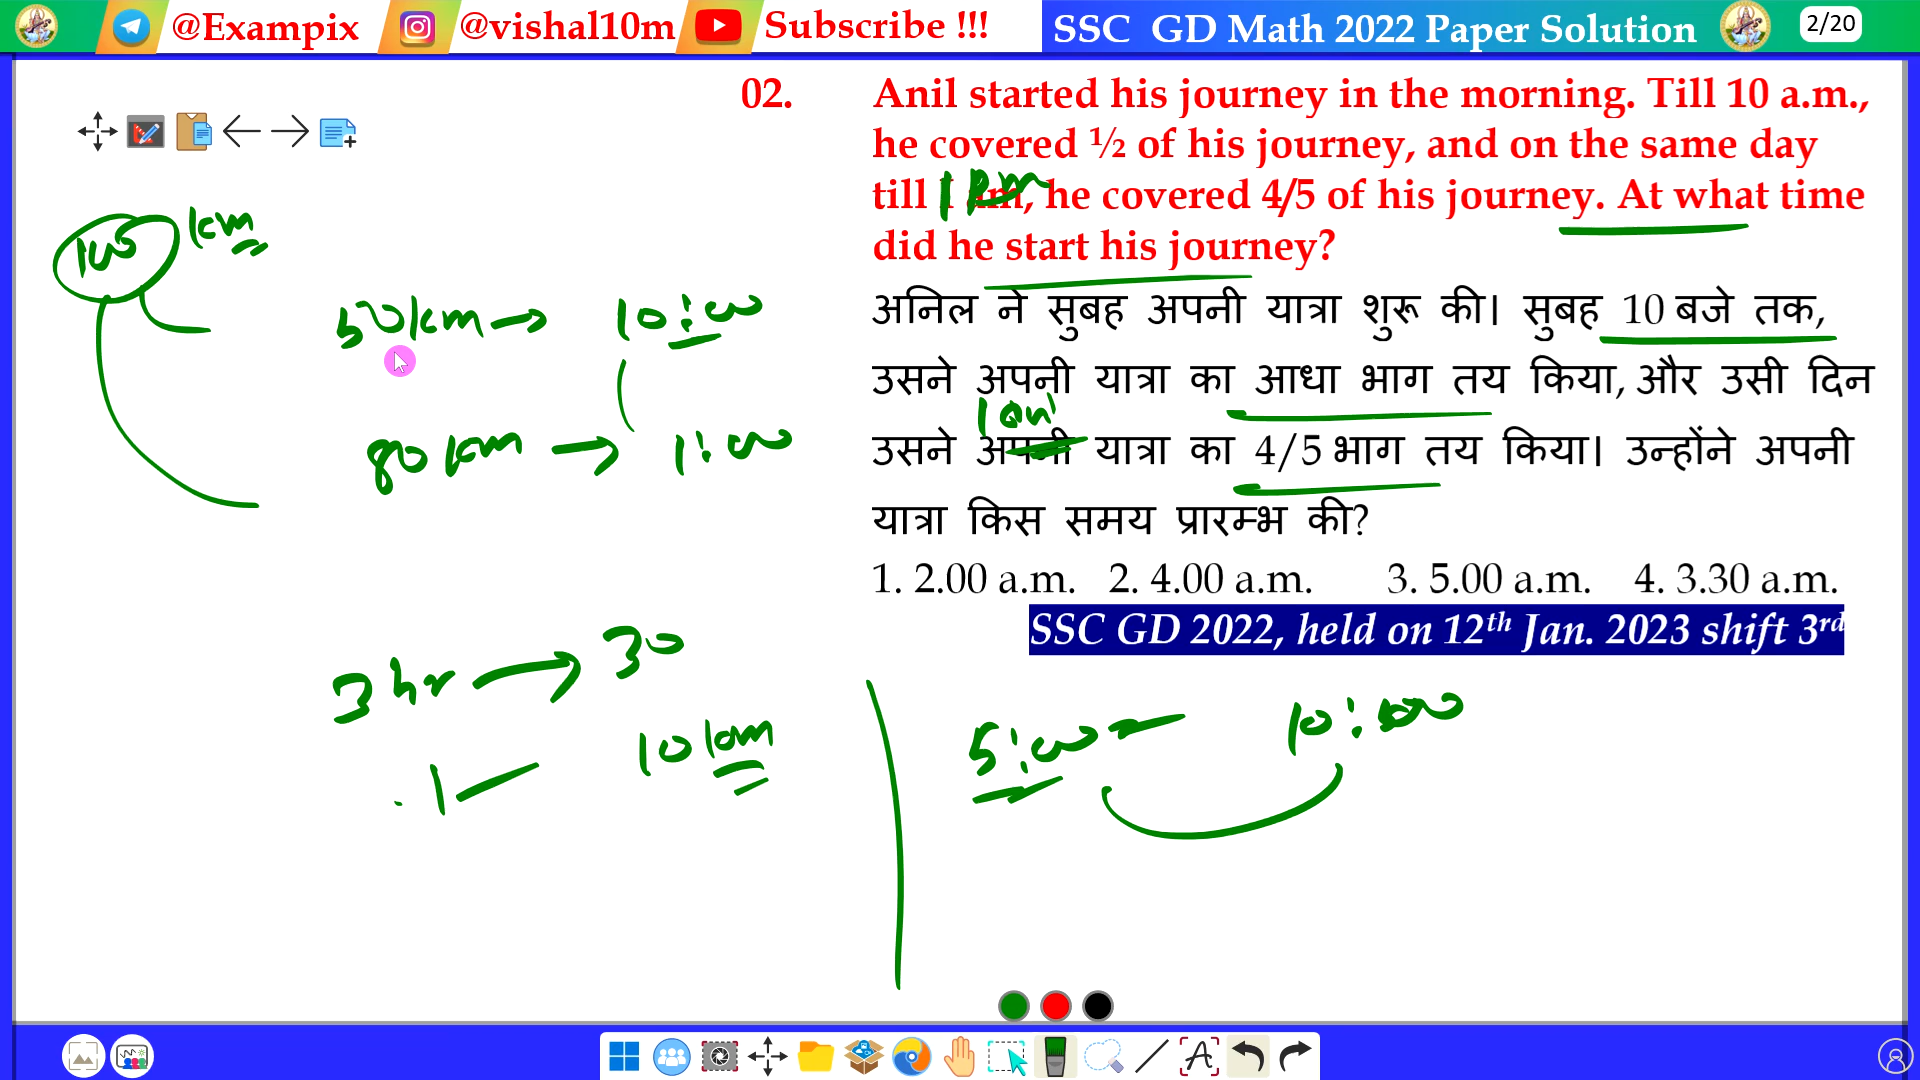 @Exampix @vishal10m Subscribe !!! SSC GD Math 2022 Paper Solution 2/20
02. Anil started his journey in the morning. Till 10 a.m.,
he covered ½ of his journey, and on the same day
1 pm
till 1 am, he covered 4/5 of his journey. At what time
did he start his journey?
अनिल ने सुबह अपनी यात्रा शुरू की। सुबह 10 बजे तक,
उसने अपनी यात्रा का आधा भाग तय किया, और उसी दिन
उसने अपनी यात्रा का 4/5 भाग तय किया। उन्होंने अपनी
यात्रा किस समय प्रारम्भ की?
1. 2.00 a.m. 2. 4.00 a.m. 3. 5.00 a.m. 4. 3.30 a.m.
SSC GD 2022, held on 12th Jan. 2023 shift 3rd
100 km
50 km → 10:00
80 km → 1:00
3 hr → 30
1 — 10 km
5:00 — 10:00